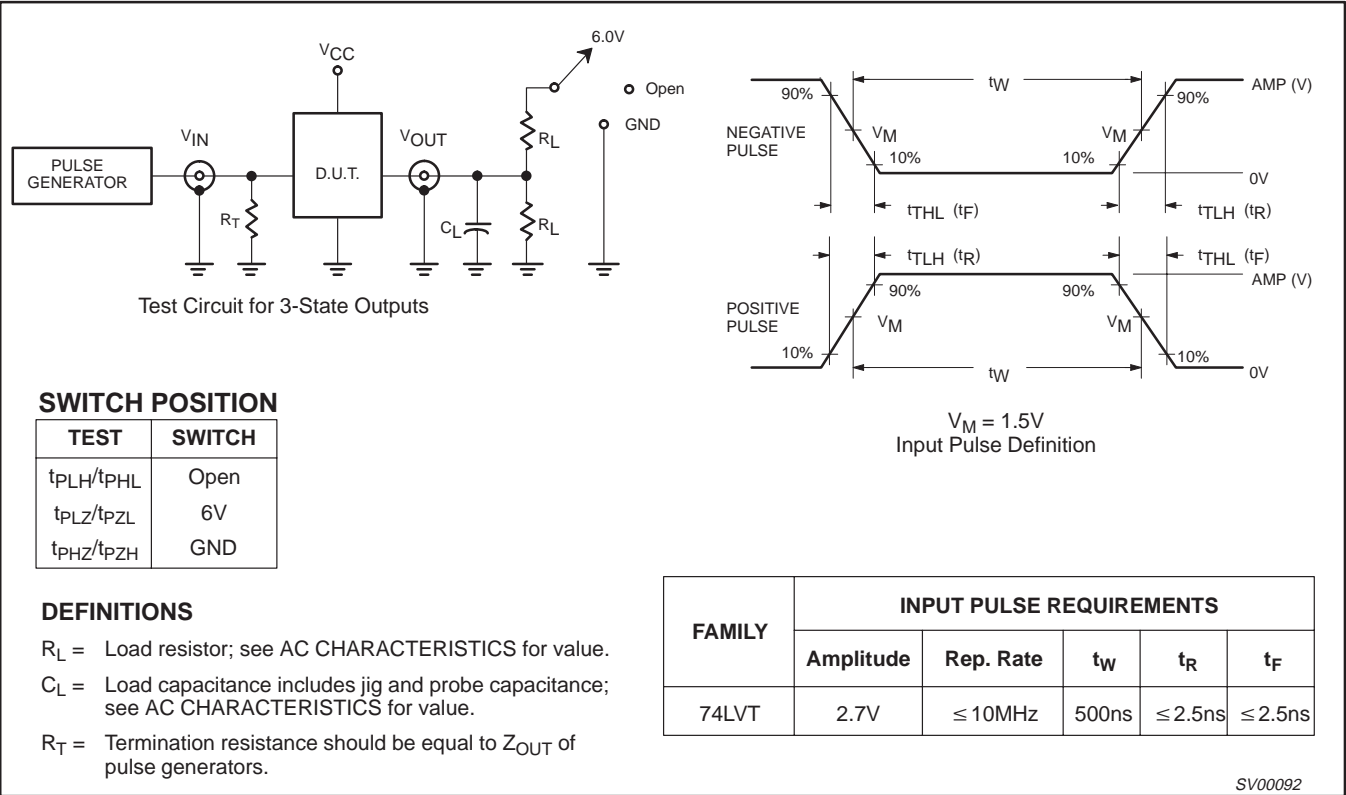 6.0V
VCC
Open
VIN
VOUT
RL
GND
PULSE
GENERATOR
D.U.T.
RT
CL
RL
Test Circuit for 3-State Outputs
tW
AMP (V)
90%
90%
NEGATIVE
PULSE
VM
VM
10%
10%
0V
tTHL (tF)
tTLH (tR)
tTLH (tR)
tTHL (tF)
AMP (V)
90%
90%
POSITIVE
PULSE
VM
VM
10%
10%
tW
0V
VM = 1.5V
Input Pulse Definition
SWITCH POSITION
TEST SWITCH
tPLH/tPHL Open
tPLZ/tPZL 6V
tPHZ/tPZH GND
DEFINITIONS
RL = Load resistor; see AC CHARACTERISTICS for value.
CL = Load capacitance includes jig and probe capacitance;
see AC CHARACTERISTICS for value.
RT = Termination resistance should be equal to ZOUT of
pulse generators.
FAMILY
INPUT PULSE REQUIREMENTS
Amplitude Rep. Rate tW tR tF
74LVT 2.7V ≤10MHz 500ns ≤2.5ns ≤2.5ns
SV00092